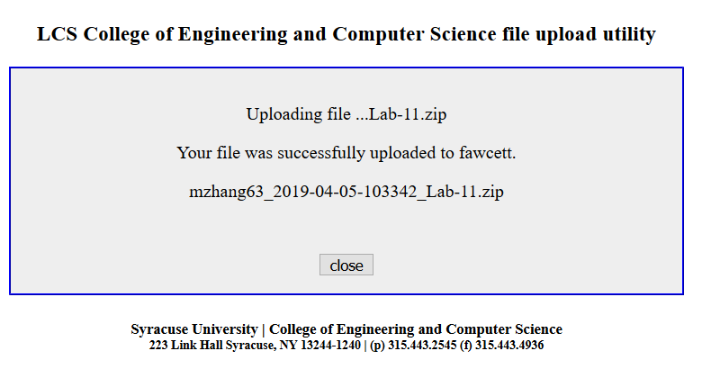 LCS College of Engineering and Computer Science file upload utility
Uploading file ...Lab-11.zip
Your file was successfully uploaded to fawcett.
mzhang63_2019-04-05-103342_Lab-11.zip
close
Syracuse University | College of Engineering and Computer Science
223 Link Hall Syracuse, NY 13244-1240 | (p) 315.443.2545 (f) 315.443.4936